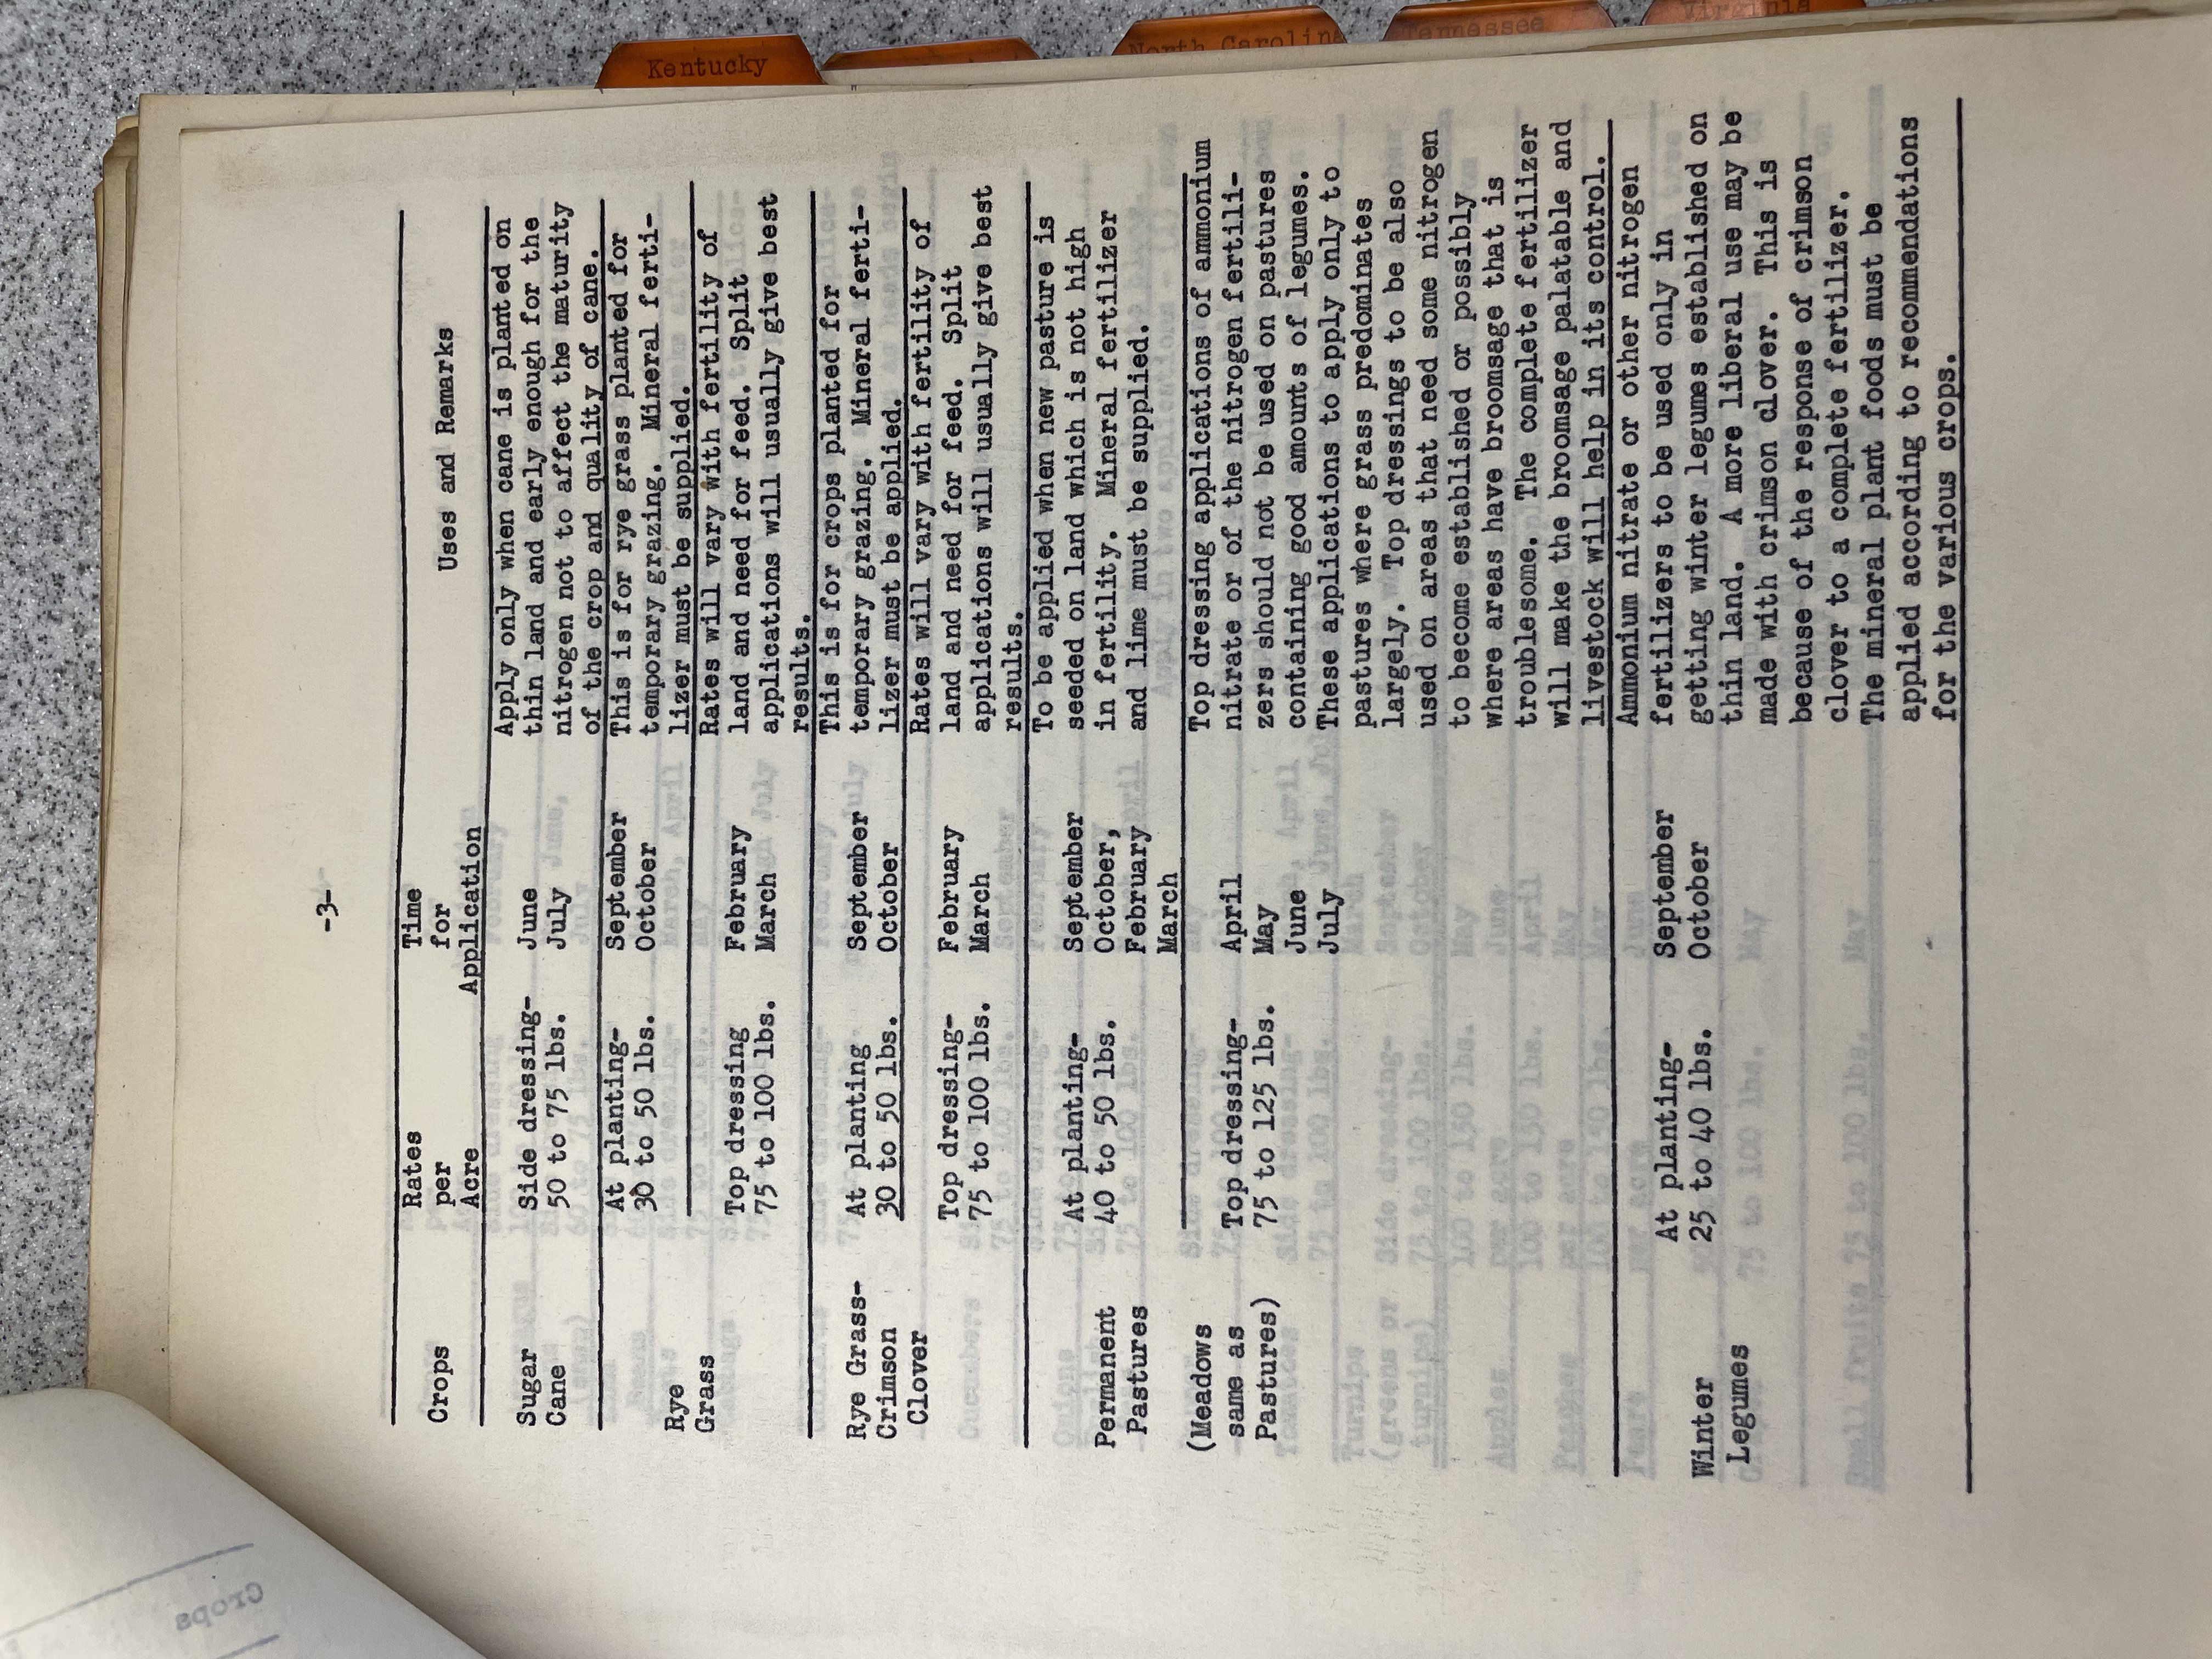 -3-
Crops Rates per Acre Time for Application Uses and Remarks
Sugar Cane
Side dressing-
50 to 75 lbs.
June
July
Apply only when cane is planted on
thin land and early enough for the
nitrogen not to affect the maturity
of the crop and quality of cane.
Rye
Grass
At planting-
30 to 50 lbs.
September
October
This is for rye grass planted for
temporary grazing. Mineral ferti-
lizer must be supplied.
Top dressing
75 to 100 lbs.
February
March
Rates will vary with fertility of
land and need for feed. Split
applications will usually give best
results.
Rye Grass-
Crimson
Clover
At planting
30 to 50 lbs.
September
October
This is for crops planted for
temporary grazing. Mineral ferti-
lizer must be applied.
Top dressing-
75 to 100 lbs.
February
March
Rates will vary with fertility of
land and need for feed. Split
applications will usually give best
results.
Permanent
Pastures
(Meadows
same as
Pastures)
At planting-
40 to 50 lbs.
September
October,
February
March
To be applied when new pasture is
seeded on land which is not high
in fertility. Mineral fertilizer
and lime must be supplied.
Top dressing-
75 to 125 lbs.
April
May
June
July
Top dressing applications of ammonium
nitrate or of the nitrogen fertili-
zers should not be used on pastures
containing good amounts of legumes.
These applications to apply only to
pastures where grass predominates
largely. Top dressings to be also
used on areas that need some nitrogen
to become established or possibly
where areas have broomsage that is
troublesome. The complete fertilizer
will make the broomsage palatable and
livestock will help in its control.
Winter
Legumes
At planting-
25 to 40 lbs.
September
October
Ammonium nitrate or other nitrogen
fertilizers to be used only in
getting winter legumes established on
thin land. A more liberal use may be
made with crimson clover. This is
because of the response of crimson
clover to a complete fertilizer.
The mineral plant foods must be
applied according to recommendations
for the various crops.
Kentucky
North Carolina
Tennessee
Crops